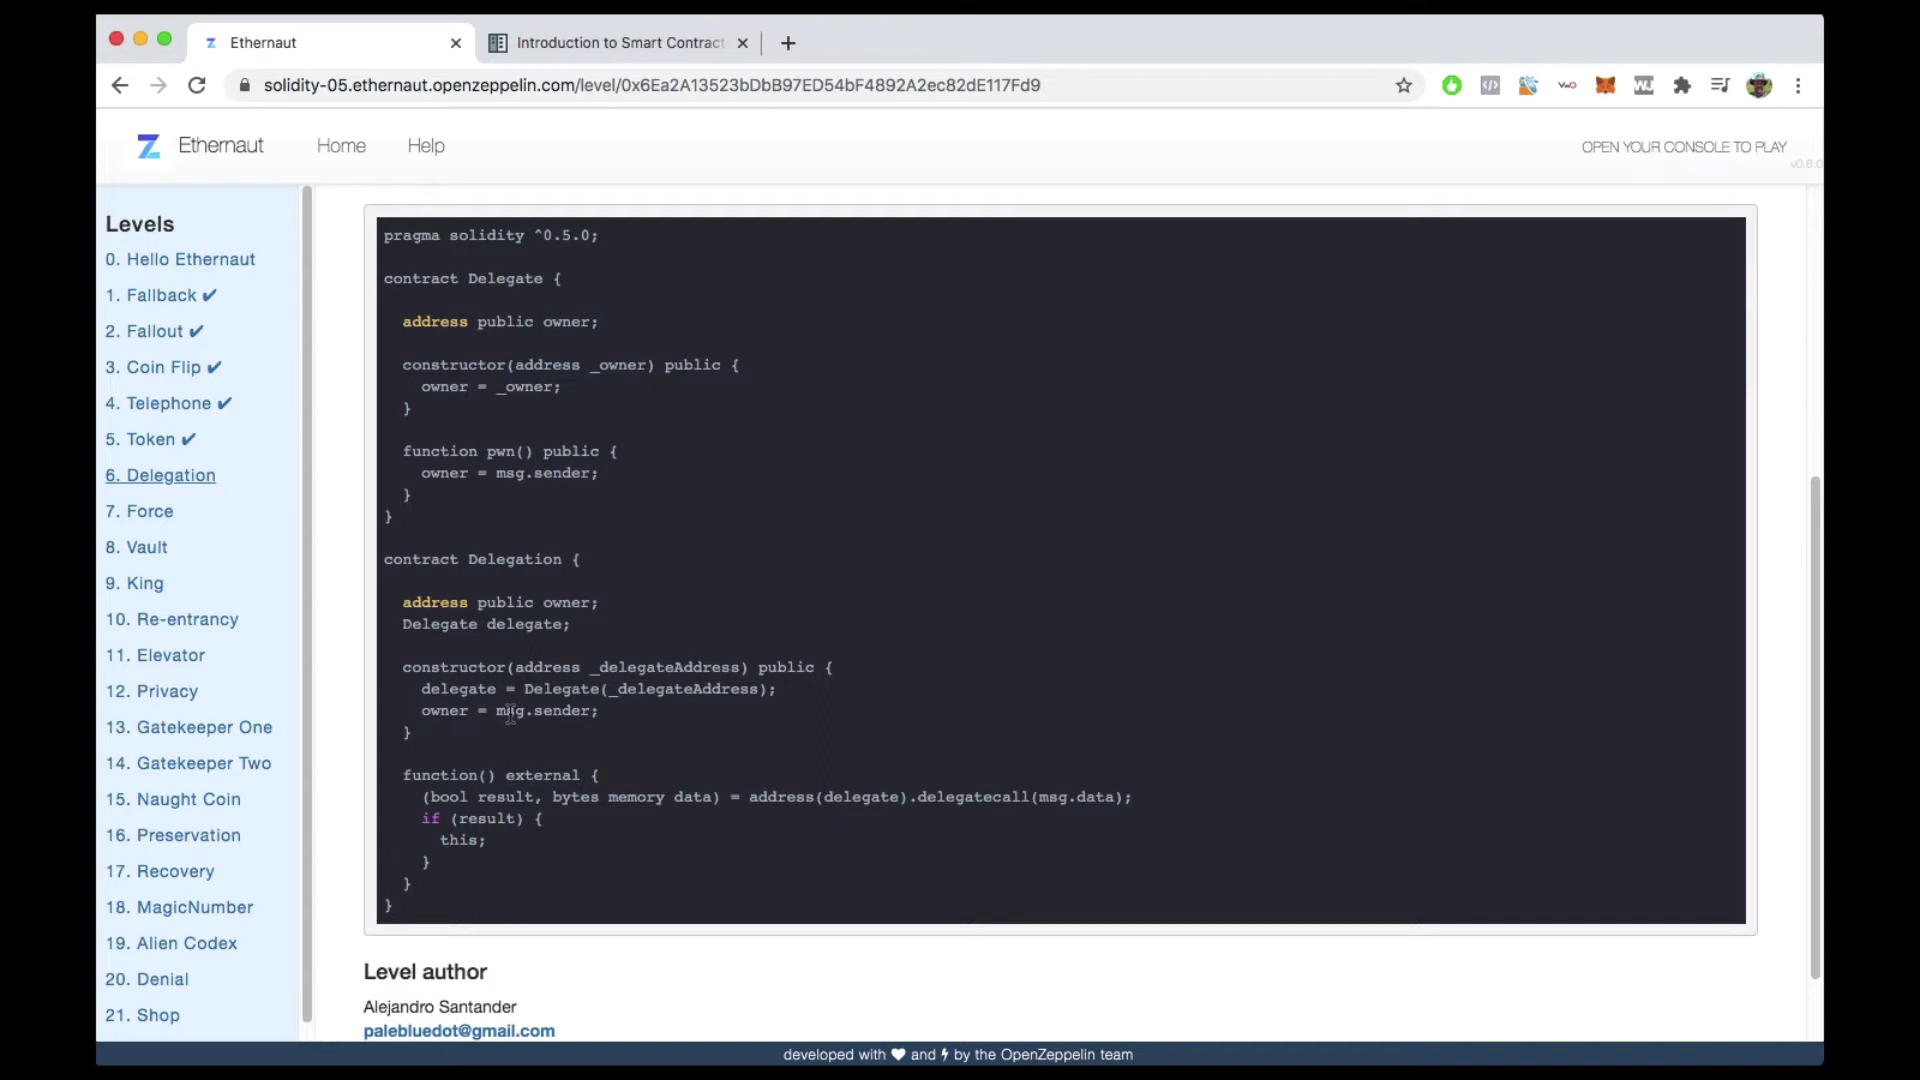 Ethernaut
Introduction to Smart Contract
solidity-05.ethernaut.openzeppelin.com/level/0x6Ea2A13523bDbB97ED54bF4892A2ec82dE117Fd9
Ethernaut
Home
Help
OPEN YOUR CONSOLE TO PLAY
v0.6.0
Levels
0. Hello Ethernaut
1. Fallback ✔
2. Fallout ✔
3. Coin Flip ✔
4. Telephone ✔
5. Token ✔
6. Delegation
7. Force
8. Vault
9. King
10. Re-entrancy
11. Elevator
12. Privacy
13. Gatekeeper One
14. Gatekeeper Two
15. Naught Coin
16. Preservation
17. Recovery
18. MagicNumber
19. Alien Codex
20. Denial
21. Shop
pragma solidity ^0.5.0;
contract Delegate {
address public owner;
constructor(address _owner) public {
owner = _owner;
}
function pwn() public {
owner = msg.sender;
}
}
contract Delegation {
address public owner;
Delegate delegate;
constructor(address _delegateAddress) public {
delegate = Delegate(_delegateAddress);
owner = msg.sender;
}
function() external {
(bool result, bytes memory data) = address(delegate).delegatecall(msg.data);
if (result) {
this;
}
}
}
Level author
Alejandro Santander
palebluedot@gmail.com
developed with ❤ and ⚡ by the OpenZeppelin team